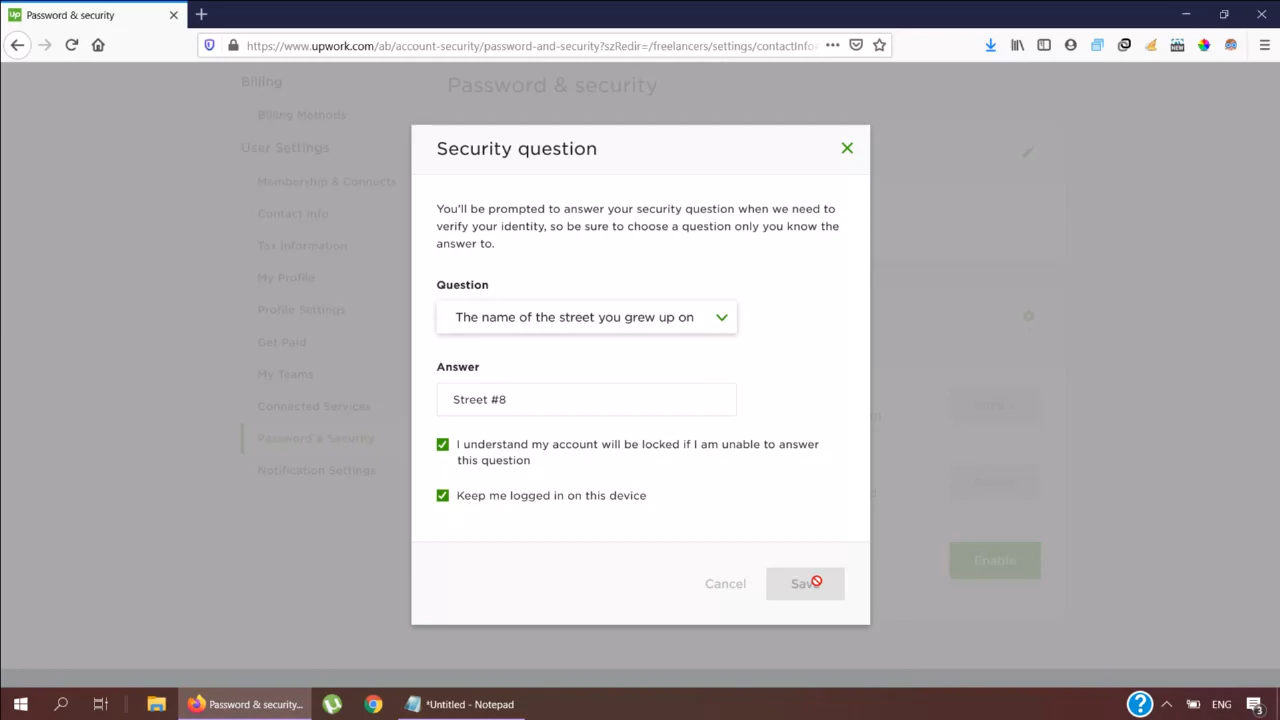 up Password & security
https://www.upwork.com/ab/account-security/password-and-security?szRedir=/freelancers/settings/contactInfo
NEW
Billing
Billing Methods
User Settings
Membership & Connects
Contact Info
Tax Information
My Profile
Profile Settings
Get Paid
My Teams
Connected Services
Password & Security
Notification Settings
Password & security
Security question
You'll be prompted to answer your security question when we need to
verify your identity, so be sure to choose a question only you know the
answer to.
Question
The name of the street you grew up on
Answer
Street #8
I understand my account will be locked if I am unable to answer
this question
Keep me logged in on this device
Cancel
Save
Enable
Password & security...
*Untitled - Notepad
?
ENG
3